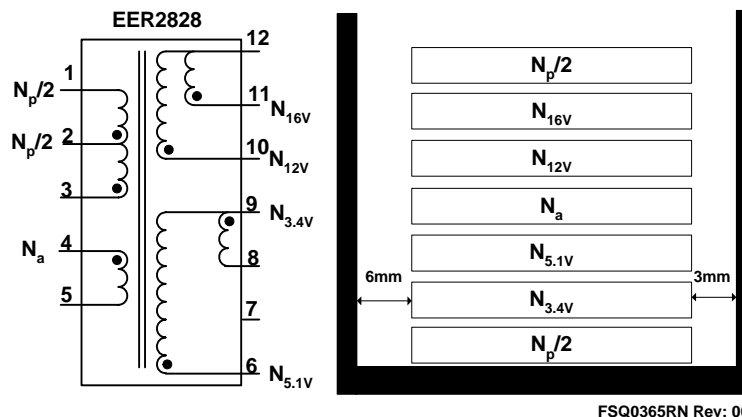 EER2828
1
N_p/2
N_p/2
2
3
N_a
4
5
12
11
N_16V
10
N_12V
9
N_3.4V
8
7
6
N_5.1V
N_p/2
N_16V
N_12V
N_a
N_5.1V
N_3.4V
N_p/2
6mm
3mm
FSQ0365RN Rev: